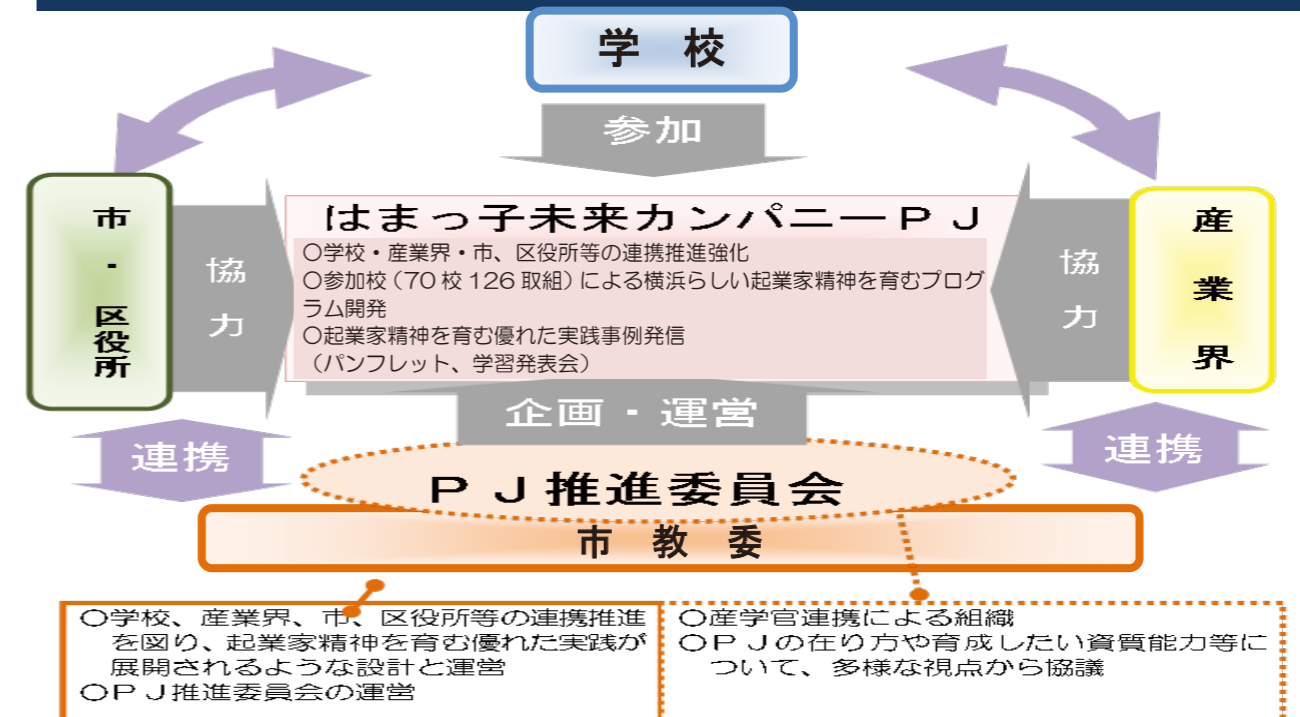 学 校
参加
市・区役所
協力
はまっ子未来カンパニーＰＪ
〇学校・産業界・市、区役所等の連携推進強化
〇参加校（70 校 126 取組）による横浜らしい起業家精神を育むプログ
ラム開発
〇起業家精神を育む優れた実践事例発信
（パンフレット、学習発表会）
協力
産業界
企画・運営
連携
連携
ＰＪ推進委員会
市 教 委
〇学校、産業界、市、区役所等の連携推進
を図り、起業家精神を育む優れた実践が
展開されるような設計と運営
〇ＰＪ推進委員会の運営
〇産学官連携による組織
〇ＰＪの在り方や育成したい資質能力等に
ついて、多様な視点から協議